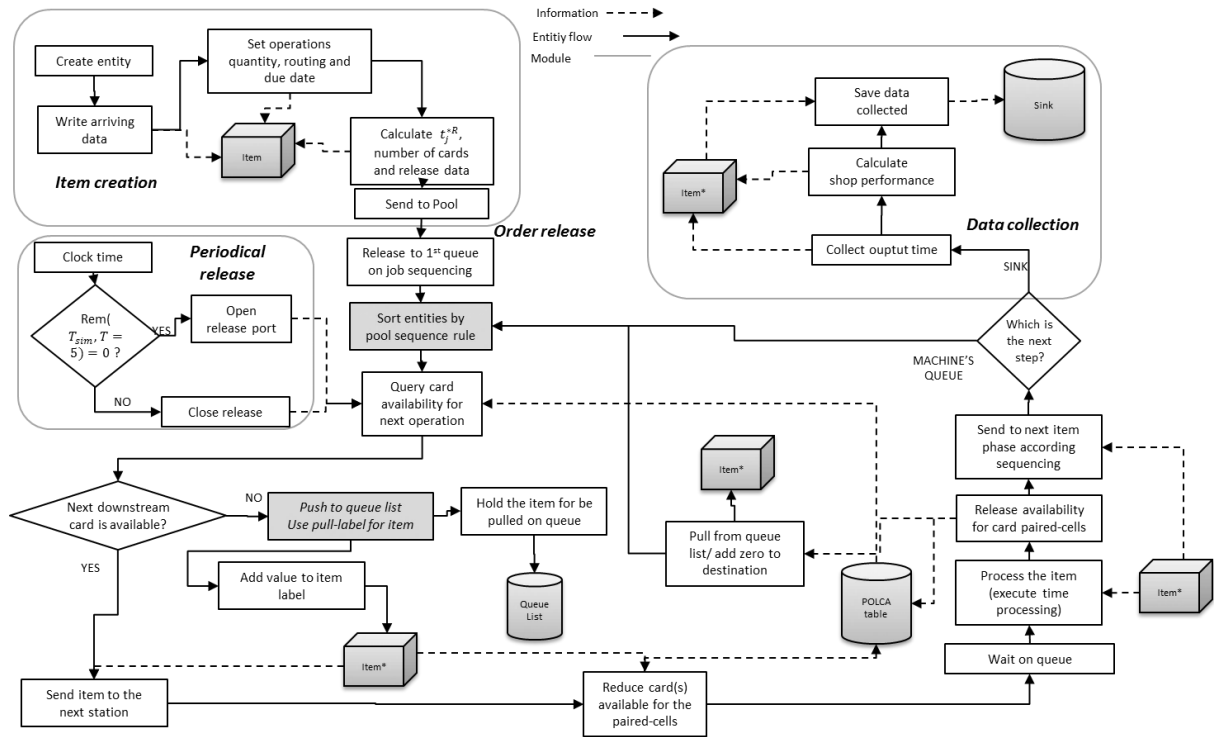 Information
Entitiy flow
Module
Create entity
Write arriving
data
Set operations
quantity, routing and
due date
Item
Calculate t_j^{*R},
number of cards
and release data
Send to Pool
Item creation
Order release
Save data
collected
Sink
Calculate
shop performance
Item*
Collect ouptut time
Data collection
SINK
Periodical
release
Clock time
Rem(
T_{sim}, T =
5) = 0 ?
YES
Open
release port
NO
Close release
Release to 1st queue
on job sequencing
Sort entities by
pool sequence rule
Query card
availability for
next operation
Which is
the next
step?
MACHINE'S
QUEUE
Send to next item
phase according
sequencing
Release availability
for card paired-cells
Process the item
(execute time
processing)
Item*
Wait on queue
Item*
Pull from queue
list/ add zero to
destination
POLCA
table
Next downstream
card is available?
NO
YES
Push to queue list
Use pull-label for item
Hold the item for be
pulled on queue
Queue
List
Add value to item
label
Item*
Send item to the
next station
Reduce card(s)
available for the
paired-cells